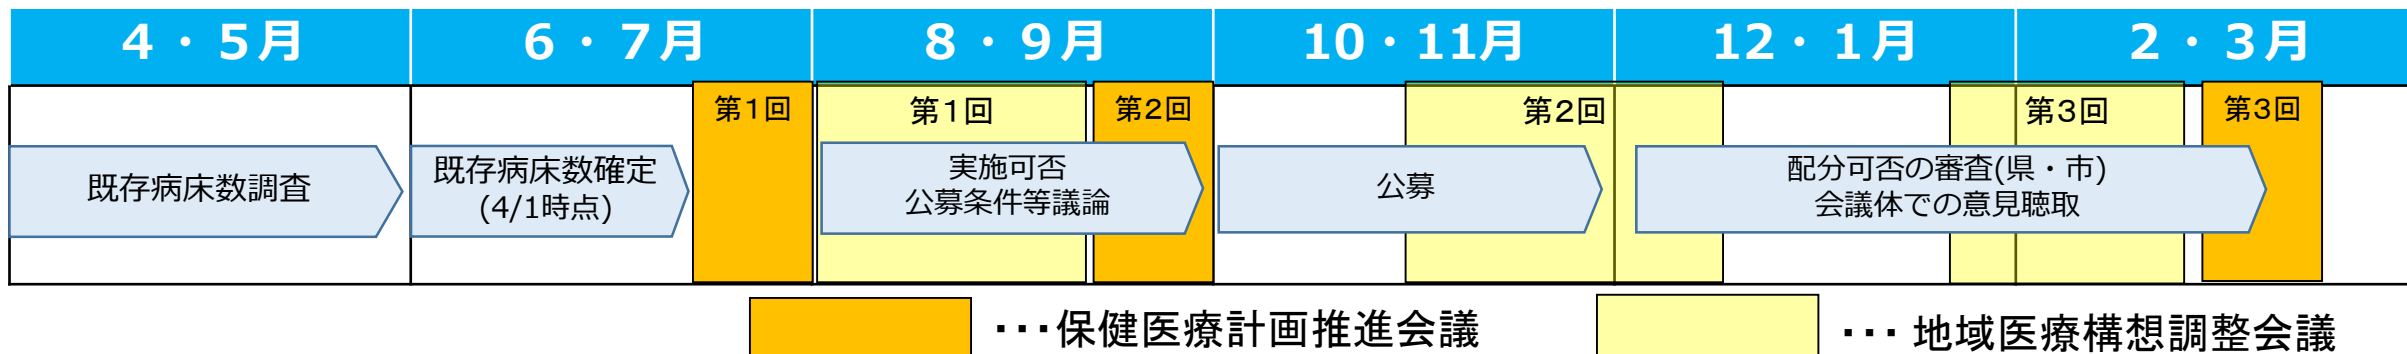 4・5月
6・7月
8・9月
10・11月
12・1月
2・3月
第1回
第1回
第2回
第2回
第3回
第3回
既存病床数調査
既存病床数確定
(4/1時点)
実施可否
公募条件等議論
公募
配分可否の審査(県・市)
会議体での意見聴取
・・・保健医療計画推進会議
・・・地域医療構想調整会議